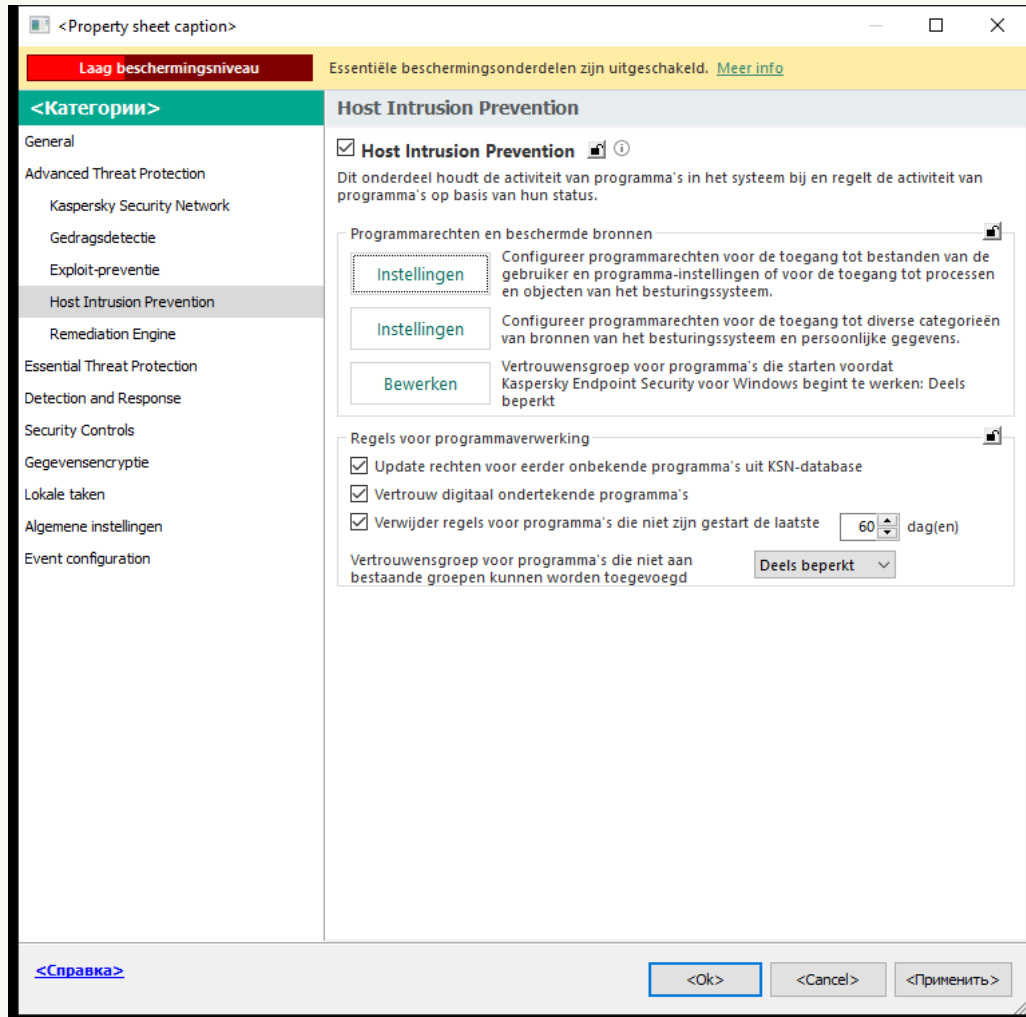 <Property sheet caption>
Laag beschermingsniveau
Essentiële beschermingsonderdelen zijn uitgeschakeld. Meer info
<Категории>
General
Advanced Threat Protection
Kaspersky Security Network
Gedragsdetectie
Exploit-preventie
Host Intrusion Prevention
Remediation Engine
Essential Threat Protection
Detection and Response
Security Controls
Gegevensencryptie
Lokale taken
Algemene instellingen
Event configuration
Host Intrusion Prevention
Host Intrusion Prevention
Dit onderdeel houdt de activiteit van programma's in het systeem bij en regelt de activiteit van
programma's op basis van hun status.
Programmarechten en beschermde bronnen
Instellingen
Configureer programmarechten voor de toegang tot bestanden van de
gebruiker en programma-instellingen of voor de toegang tot processen
en objecten van het besturingssysteem.
Instellingen
Configureer programmarechten voor de toegang tot diverse categorieën
van bronnen van het besturingssysteem en persoonlijke gegevens.
Bewerken
Vertrouwensgroep voor programma's die starten voordat
Kaspersky Endpoint Security voor Windows begint te werken: Deels
beperkt
Regels voor programmaverwerking
Update rechten voor eerder onbekende programma's uit KSN-database
Vertrouw digitaal ondertekende programma's
Verwijder regels voor programma's die niet zijn gestart de laatste 60 dag(en)
Vertrouwensgroep voor programma's die niet aan
bestaande groepen kunnen worden toegevoegd
Deels beperkt
<Справка>
<Ok>
<Cancel>
<Применить>